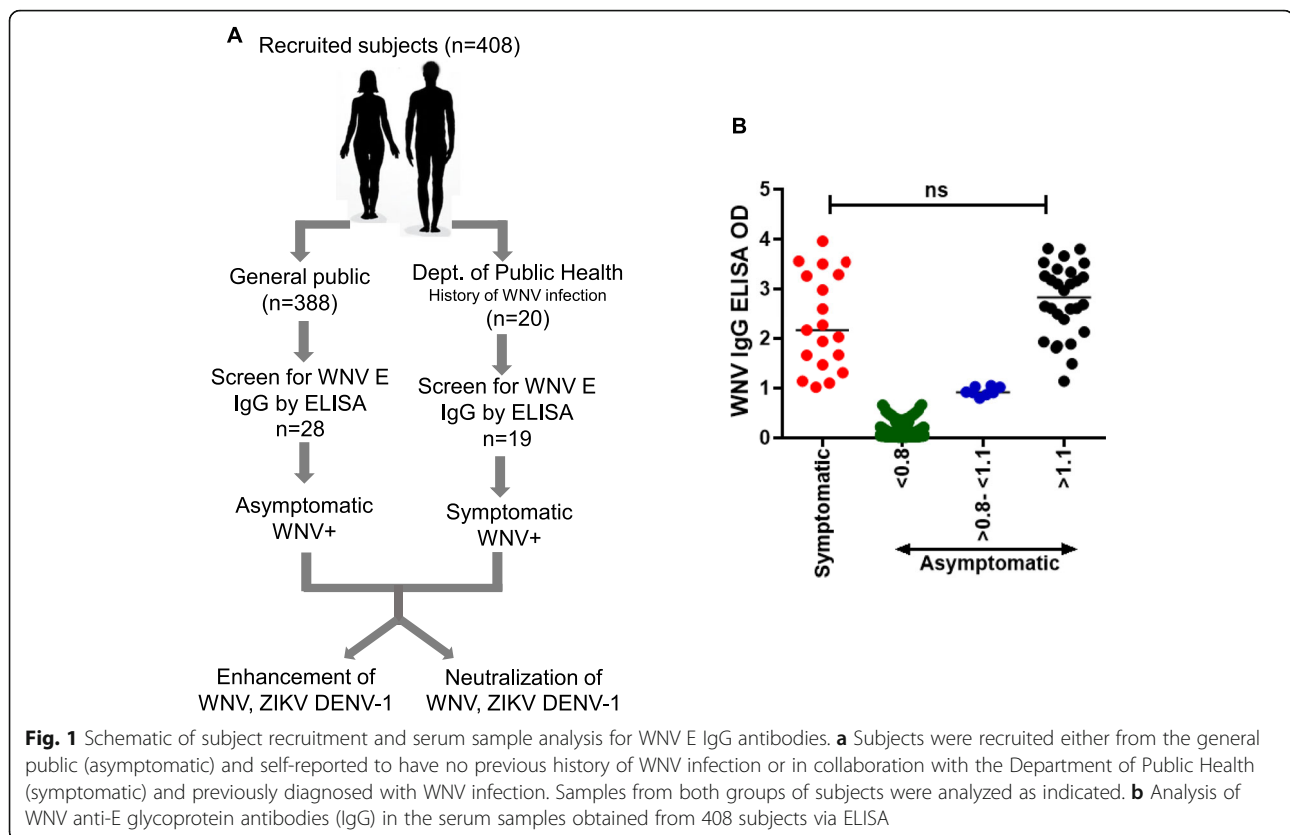 A
Recruited subjects (n=408)
General public
(n=388)
Dept. of Public Health
History of WNV infection
(n=20)
Screen for WNV E
IgG by ELISA
n=28
Screen for WNV E
IgG by ELISA
n=19
Asymptomatic
WNV+
Symptomatic
WNV+
Enhancement of
WNV, ZIKV DENV-1
Neutralization of
WNV, ZIKV DENV-1
B
ns
WNV IgG ELISA OD
5
4
3
2
1
0
Symptomatic
<0.8
>0.8- <1.1
>1.1
Asymptomatic
Fig. 1 Schematic of subject recruitment and serum sample analysis for WNV E IgG antibodies. a Subjects were recruited either from the general
public (asymptomatic) and self-reported to have no previous history of WNV infection or in collaboration with the Department of Public Health
(symptomatic) and previously diagnosed with WNV infection. Samples from both groups of subjects were analyzed as indicated. b Analysis of
WNV anti-E glycoprotein antibodies (IgG) in the serum samples obtained from 408 subjects via ELISA